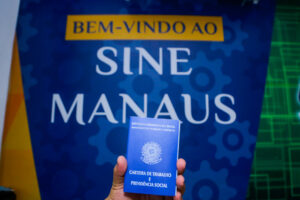 BEM-VINDO AO
SINE
MANAUS
CARTEIRA DE TRABALHO
E
PREVIDÊNCIA SOCIAL